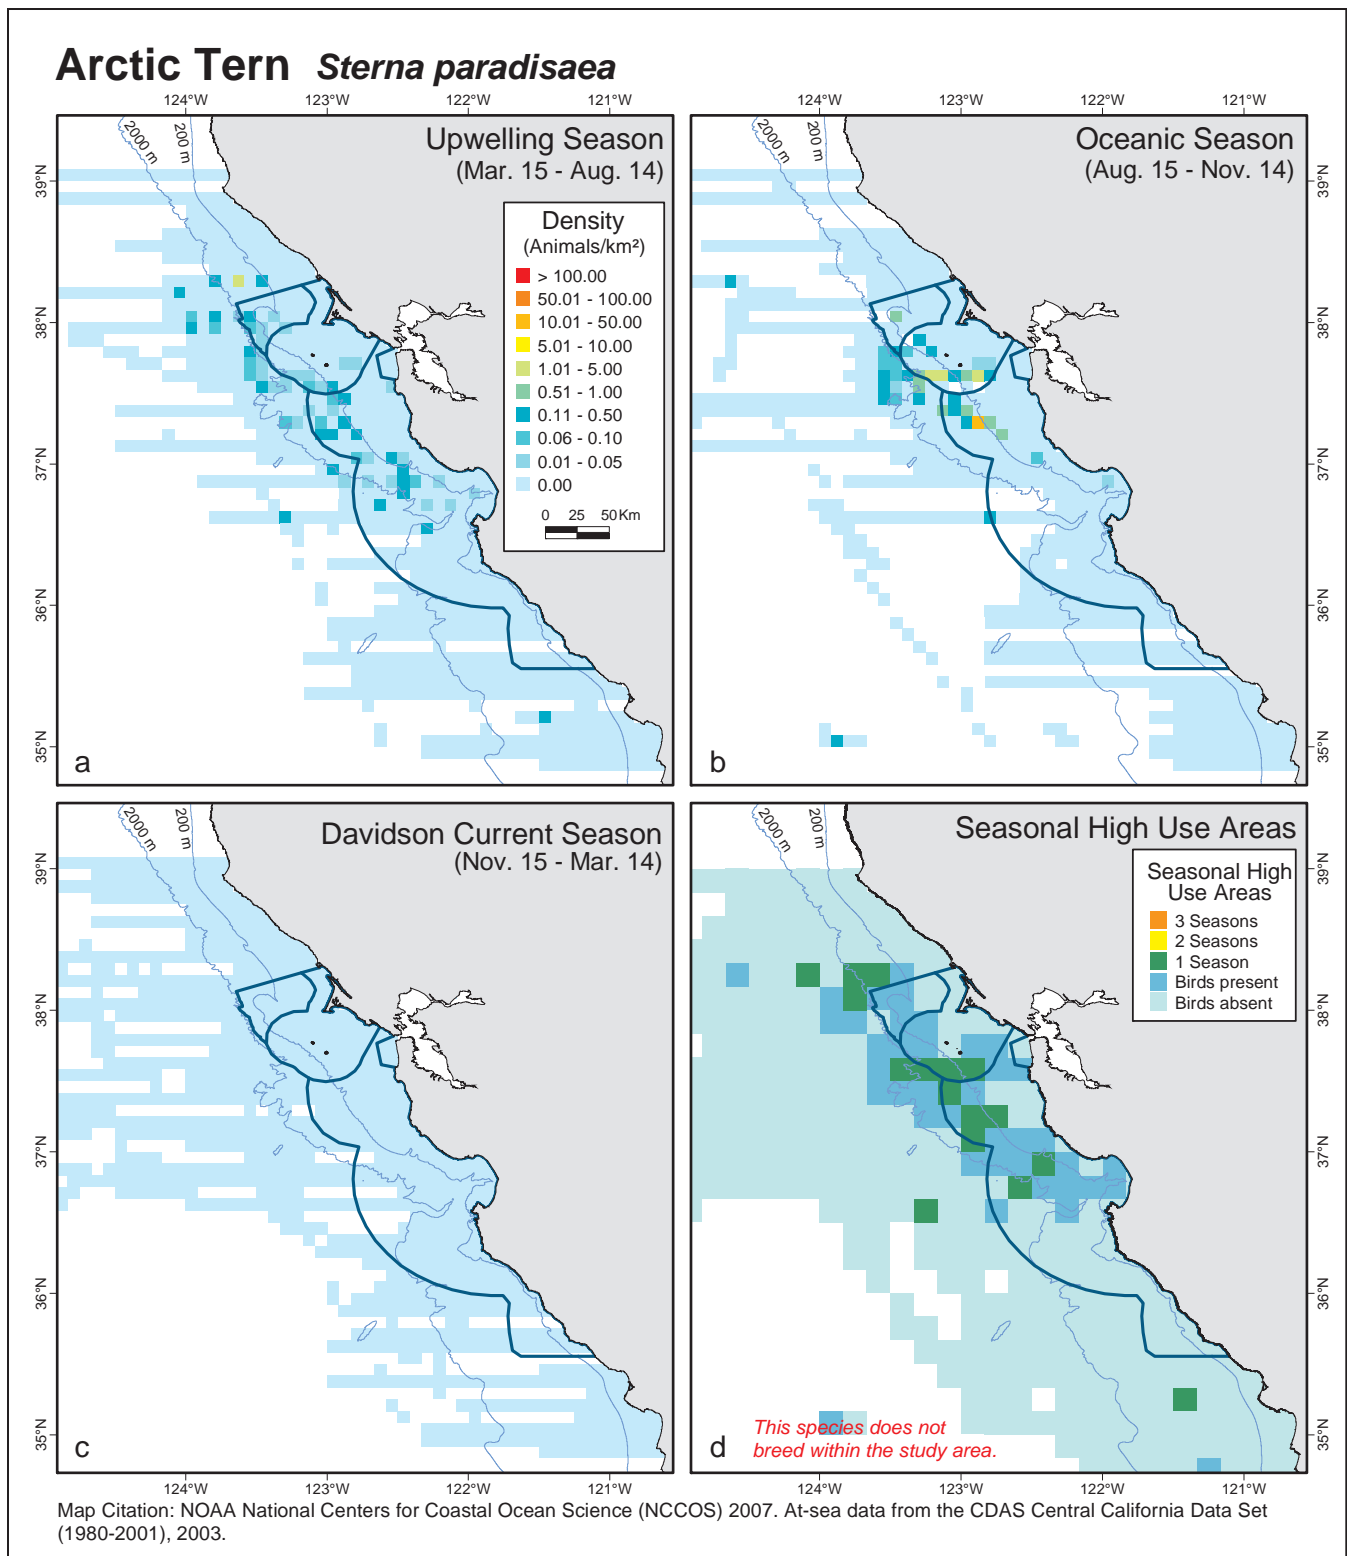 Arctic Tern Sterna paradisaea
124°W 123°W 122°W 121°W 124°W 123°W 122°W 121°W
2000 m
200 m
Upwelling Season
(Mar. 15 - Aug. 14)
Density
(Animals/km²)
> 100.00
50.01 - 100.00
10.01 - 50.00
5.01 - 10.00
1.01 - 5.00
0.51 - 1.00
0.11 - 0.50
0.06 - 0.10
0.01 - 0.05
0.00
0 25 50 Km
39°N
38°N
37°N
36°N
35°N
a
2000 m
200 m
Oceanic Season
(Aug. 15 - Nov. 14)
39°N
38°N
37°N
36°N
35°N
b
2000 m
200 m
Davidson Current Season
(Nov. 15 - Mar. 14)
39°N
38°N
37°N
36°N
35°N
c
2000 m
200 m
Seasonal High Use Areas
Seasonal High
Use Areas
3 Seasons
2 Seasons
1 Season
Birds present
Birds absent
39°N
38°N
37°N
36°N
35°N
d
This species does not
breed within the study area.
124°W 123°W 122°W 121°W 124°W 123°W 122°W 121°W
Map Citation: NOAA National Centers for Coastal Ocean Science (NCCOS) 2007. At-sea data from the CDAS Central California Data Set
(1980-2001), 2003.